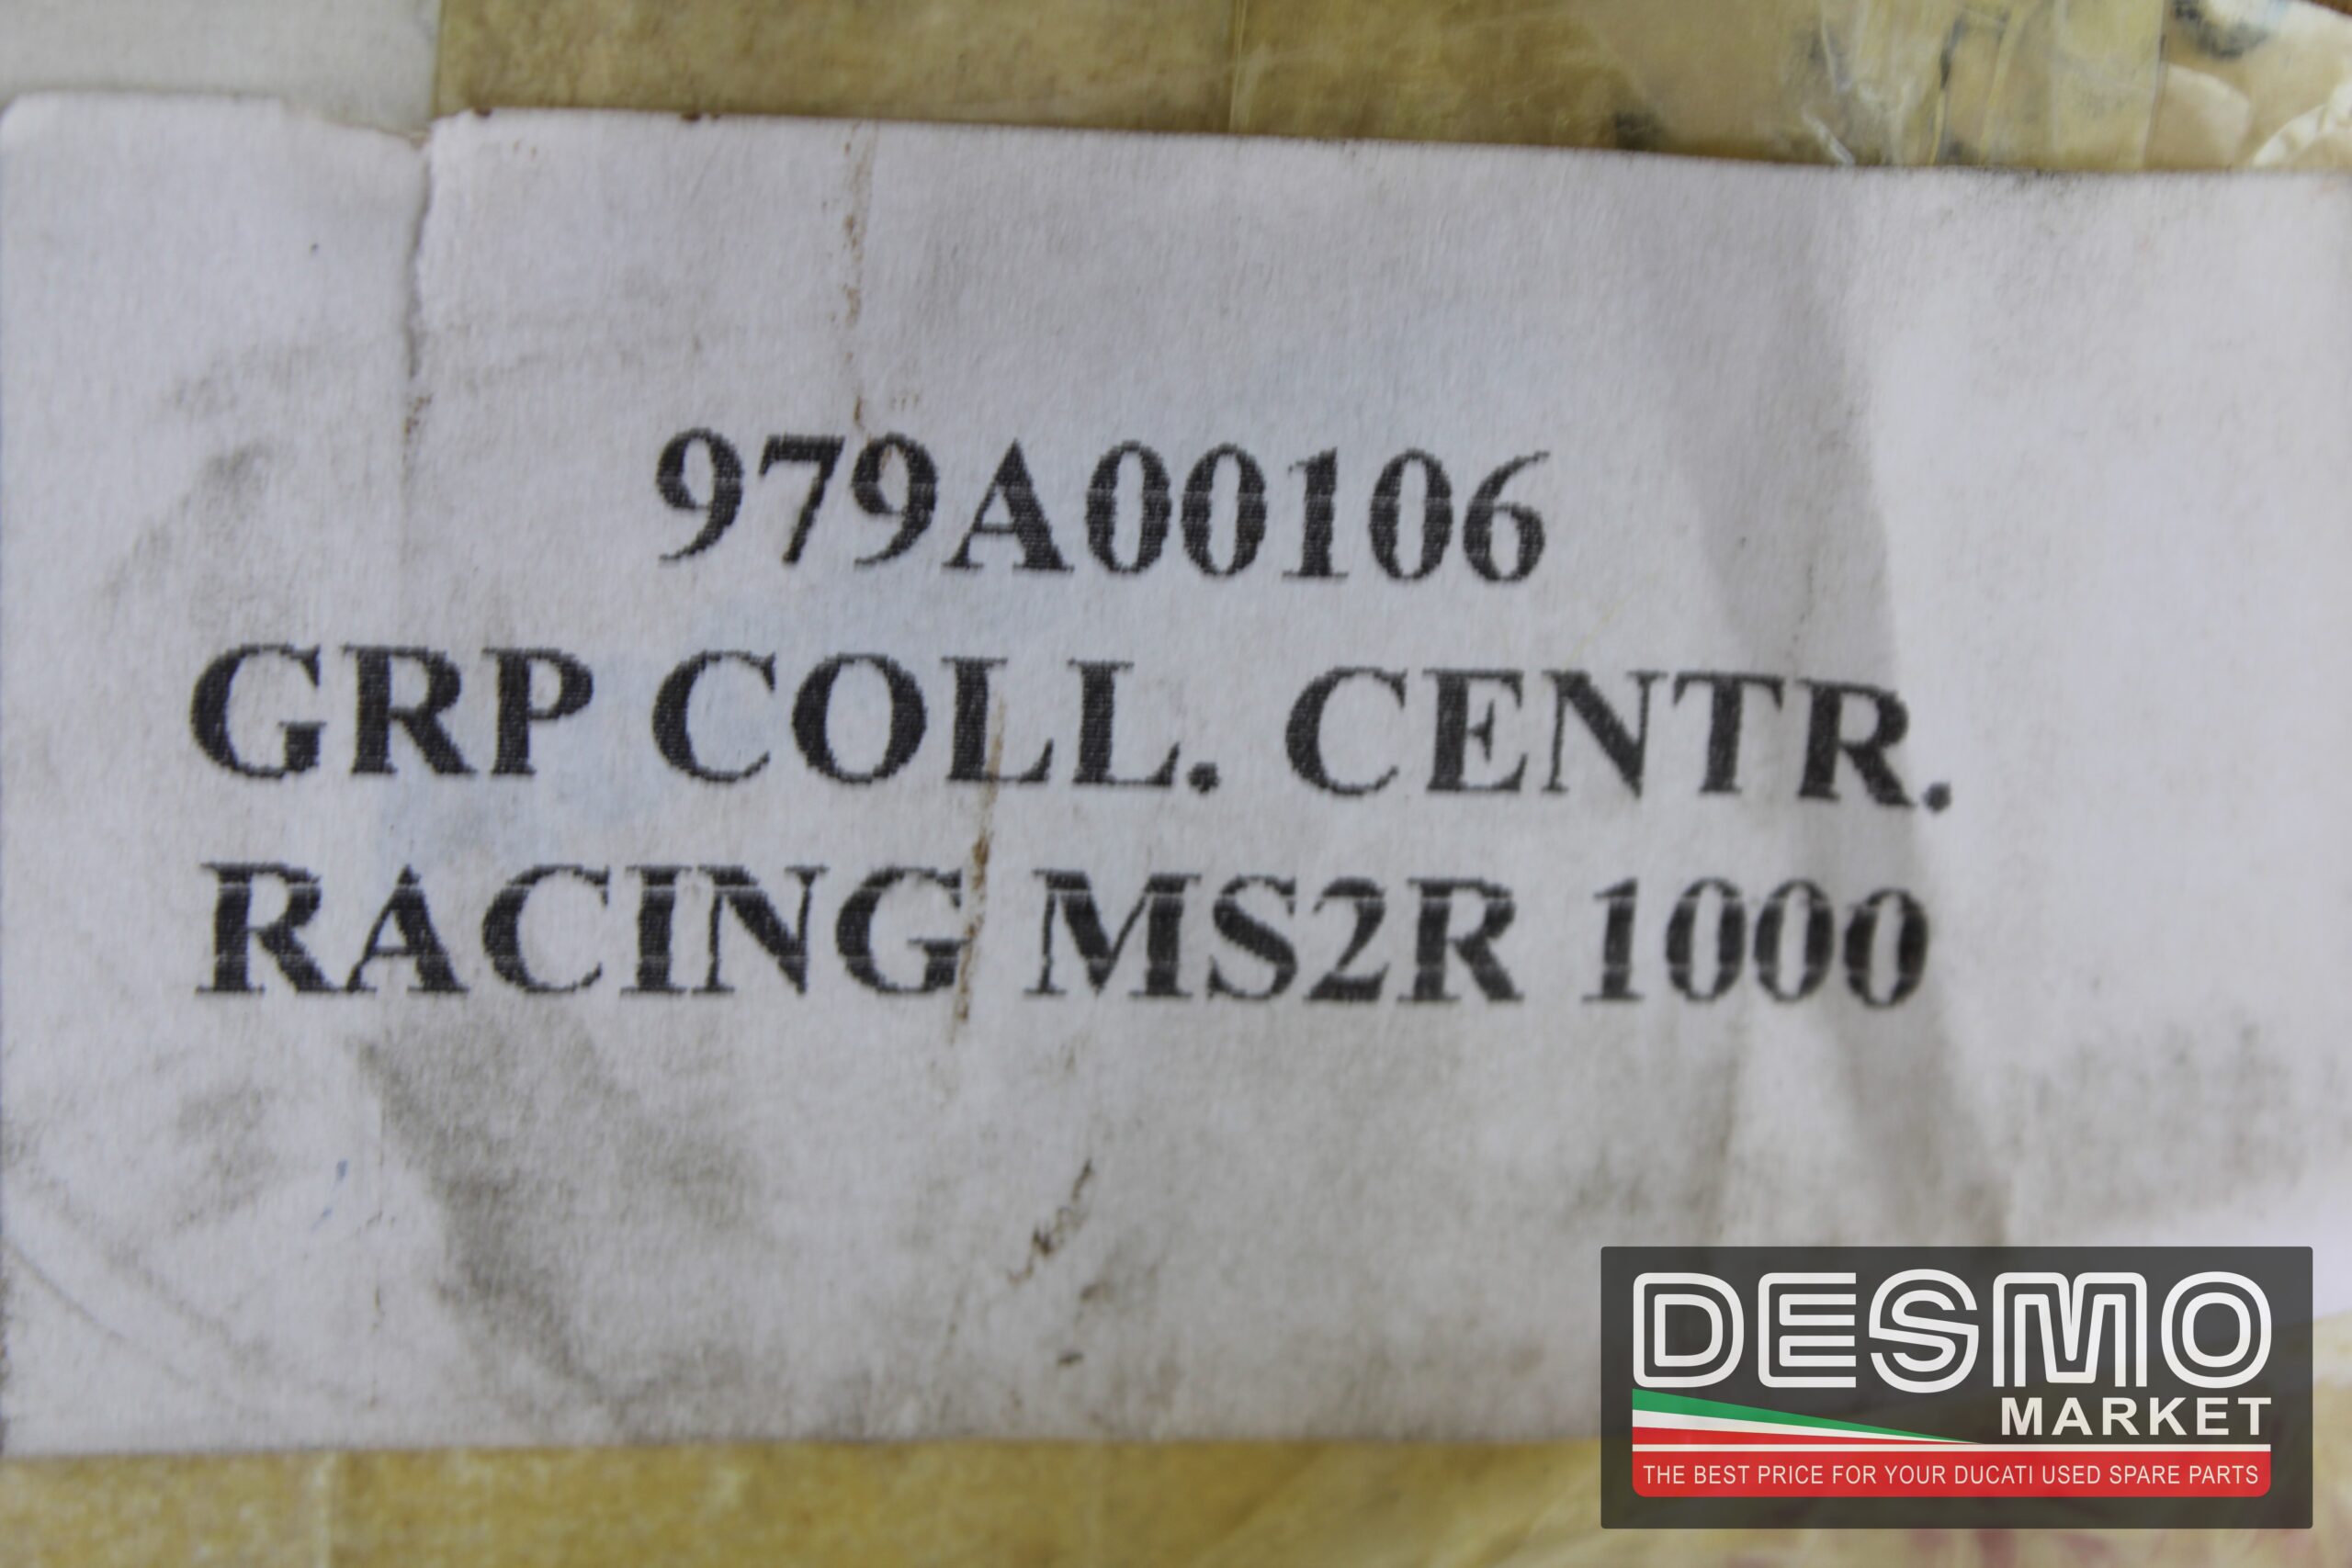 979A00106
GRP COLL. CENTR.
RACING MS2R 1000
DESMO
MARKET
THE BEST PRICE FOR YOUR DUCATI USED SPARE PARTS